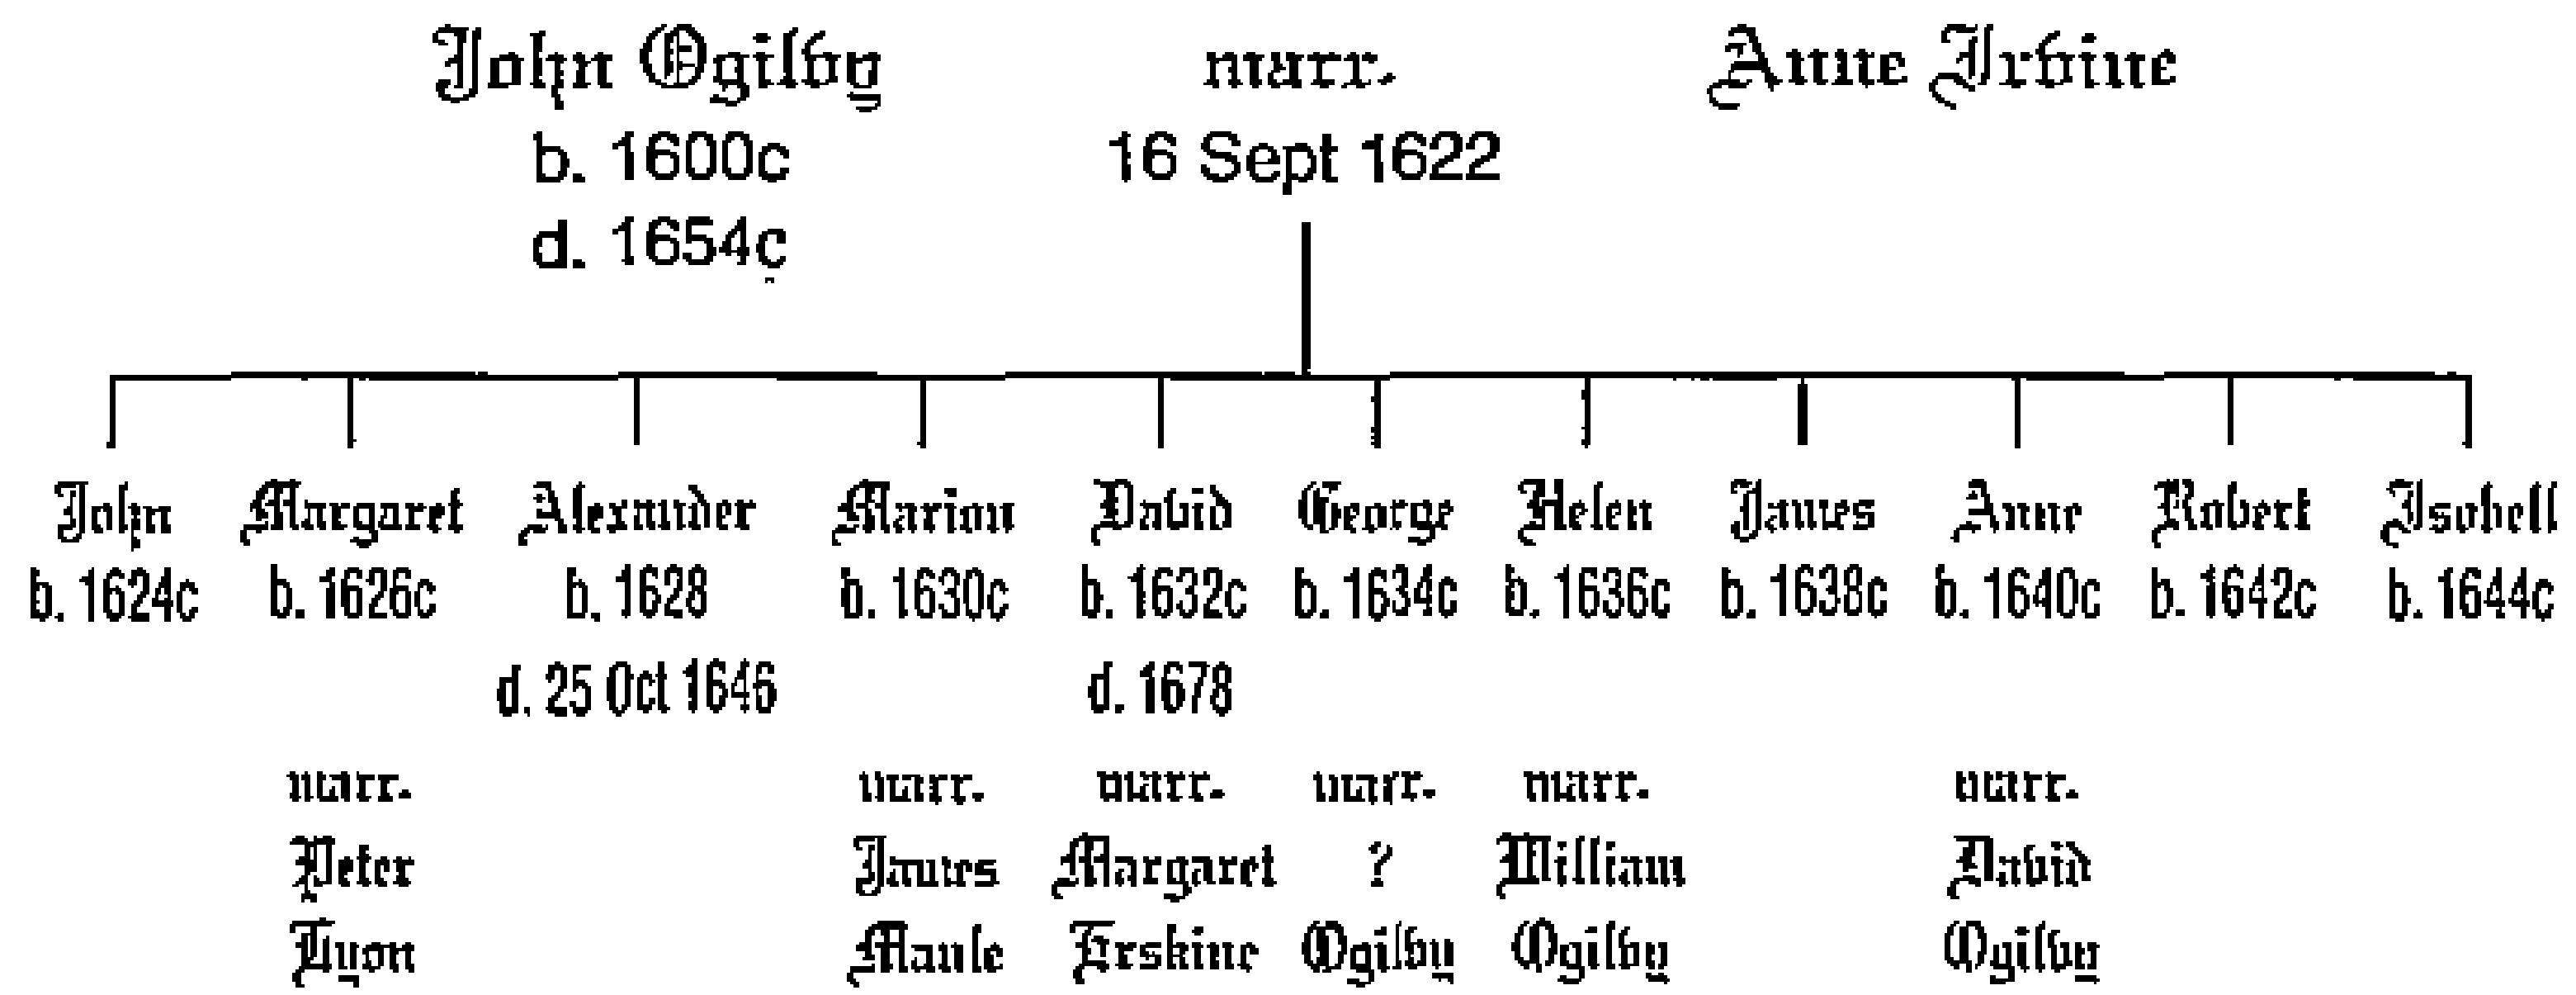 John Ogilby marr. Anne Irvine
b. 1600c 16 Sept 1622
d. 1654c
John Margaret Alexander Marion David George Helen James Anne Robert Isobell
b. 1624c b. 1626c b. 1628 b. 1630c b. 1632c b. 1634c b. 1636c b. 1638c b. 1640c b. 1642c b. 1644c
d. 25 Oct 1646 d. 1678
marr. marr. marr. marr. marr. marr.
Peter James Margaret ? William David
Lyon Maule Erskine Ogilby Ogilby Ogilby